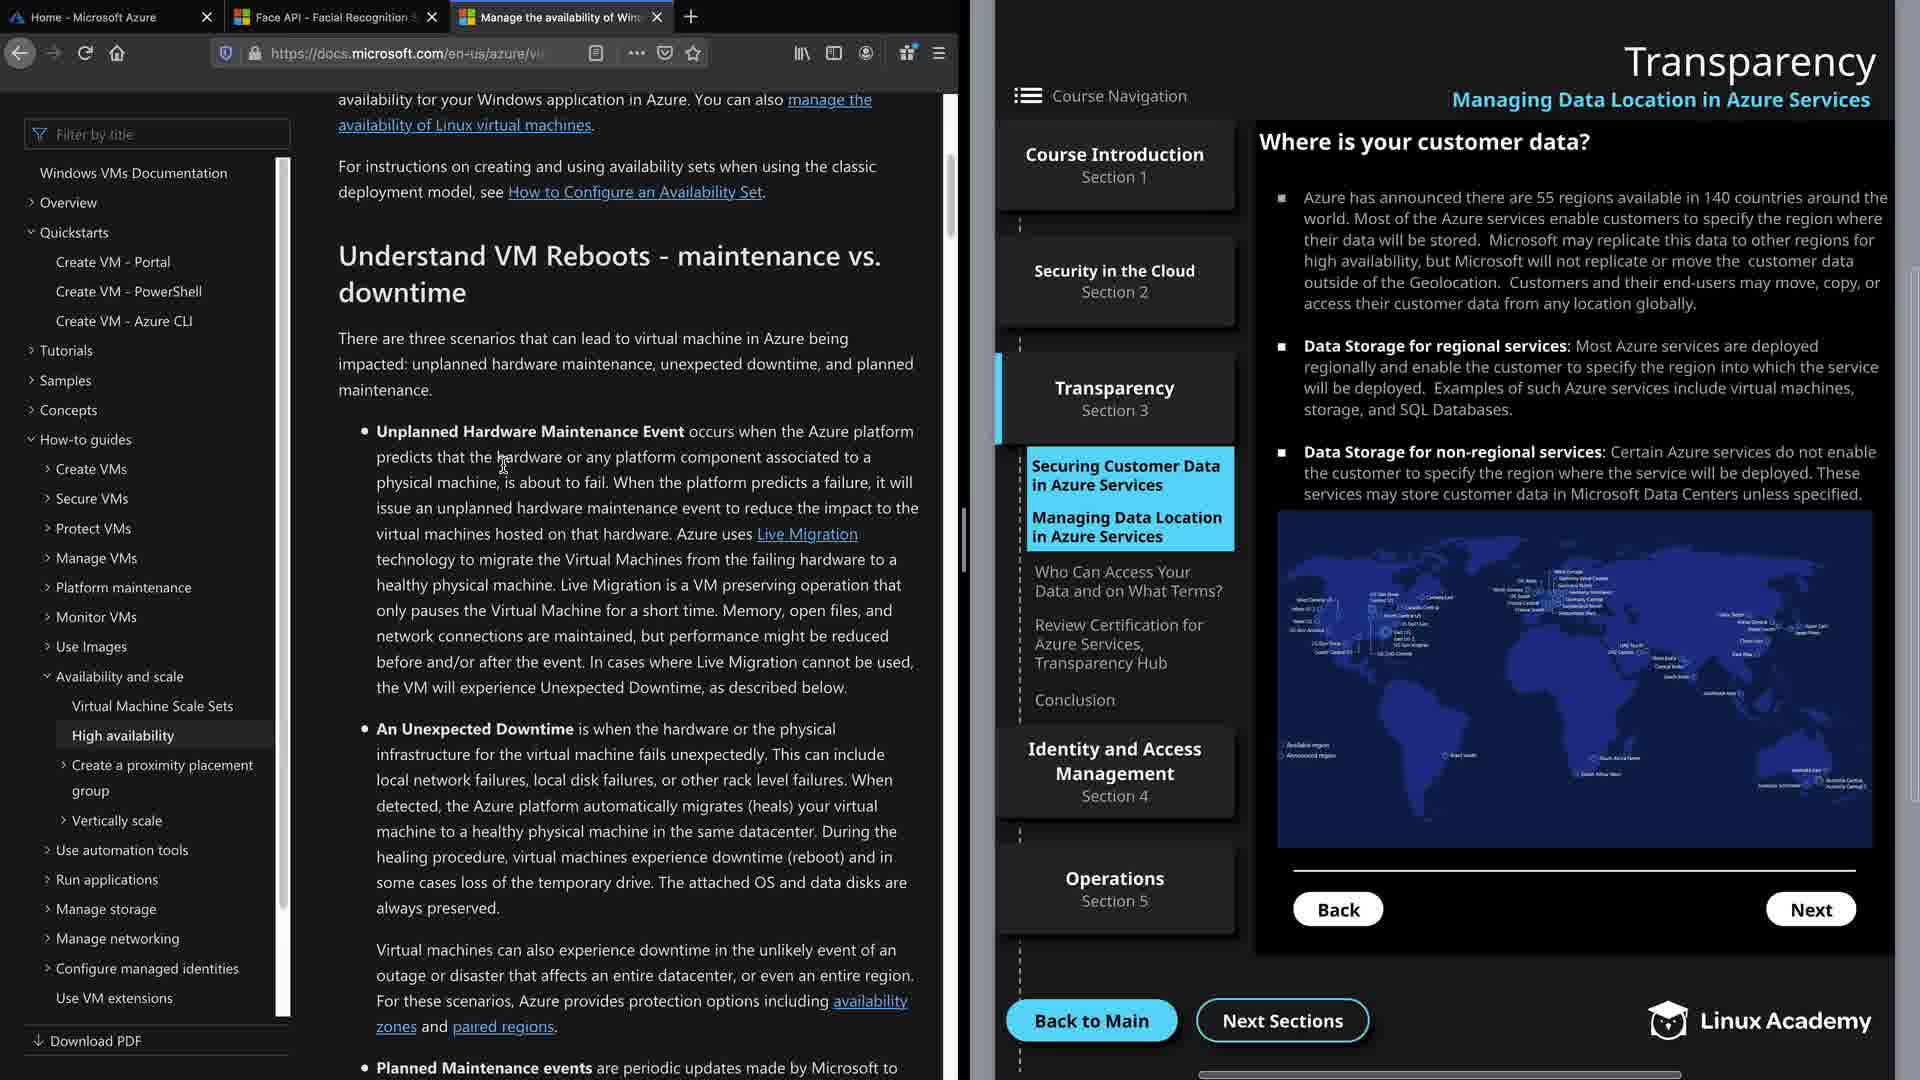 Home - Microsoft Azure
Face API - Facial Recognition
Manage the availability of Win
https://docs.microsoft.com/en-us/azure/vi
Filter by title
Windows VMs Documentation
Overview
Quickstarts
Create VM - Portal
Create VM - PowerShell
Create VM - Azure CLI
Tutorials
Samples
Concepts
How-to guides
Create VMs
Secure VMs
Protect VMs
Manage VMs
Platform maintenance
Monitor VMs
Use Images
Availability and scale
Virtual Machine Scale Sets
High availability
Create a proximity placement
group
Vertically scale
Use automation tools
Run applications
Manage storage
Manage networking
Configure managed identities
Use VM extensions
Download PDF
availability for your Windows application in Azure. You can also manage the
availability of Linux virtual machines.
For instructions on creating and using availability sets when using the classic
deployment model, see How to Configure an Availability Set.
Understand VM Reboots - maintenance vs.
downtime
There are three scenarios that can lead to virtual machine in Azure being
impacted: unplanned hardware maintenance, unexpected downtime, and planned
maintenance.
Unplanned Hardware Maintenance Event occurs when the Azure platform
predicts that the hardware or any platform component associated to a
physical machine, is about to fail. When the platform predicts a failure, it will
issue an unplanned hardware maintenance event to reduce the impact to the
virtual machines hosted on that hardware. Azure uses Live Migration
technology to migrate the Virtual Machines from the failing hardware to a
healthy physical machine. Live Migration is a VM preserving operation that
only pauses the Virtual Machine for a short time. Memory, open files, and
network connections are maintained, but performance might be reduced
before and/or after the event. In cases where Live Migration cannot be used,
the VM will experience Unexpected Downtime, as described below.
An Unexpected Downtime is when the hardware or the physical
infrastructure for the virtual machine fails unexpectedly. This can include
local network failures, local disk failures, or other rack level failures. When
detected, the Azure platform automatically migrates (heals) your virtual
machine to a healthy physical machine in the same datacenter. During the
healing procedure, virtual machines experience downtime (reboot) and in
some cases loss of the temporary drive. The attached OS and data disks are
always preserved.
Virtual machines can also experience downtime in the unlikely event of an
outage or disaster that affects an entire datacenter, or even an entire region.
For these scenarios, Azure provides protection options including availability
zones and paired regions.
Planned Maintenance events are periodic updates made by Microsoft to
Transparency
Managing Data Location in Azure Services
Course Navigation
Course Introduction
Section 1
Security in the Cloud
Section 2
Transparency
Section 3
Securing Customer Data
in Azure Services
Managing Data Location
in Azure Services
Who Can Access Your
Data and on What Terms?
Review Certification for
Azure Services,
Transparency Hub
Conclusion
Identity and Access
Management
Section 4
Operations
Section 5
Where is your customer data?
Azure has announced there are 55 regions available in 140 countries around the
world. Most of the Azure services enable customers to specify the region where
their data will be stored. Microsoft may replicate this data to other regions for
high availability, but Microsoft will not replicate or move the customer data
outside of the Geolocation. Customers and their end-users may move, copy, or
access their customer data from any location globally.
Data Storage for regional services: Most Azure services are deployed
regionally and enable the customer to specify the region into which the service
will be deployed. Examples of such Azure services include virtual machines,
storage, and SQL Databases.
Data Storage for non-regional services: Certain Azure services do not enable
the customer to specify the region where the service will be deployed. These
services may store customer data in Microsoft Data Centers unless specified.
Available region
Announced region
Brazil South
South Africa North
South Africa West
Back
Next
Back to Main
Next Sections
Linux Academy